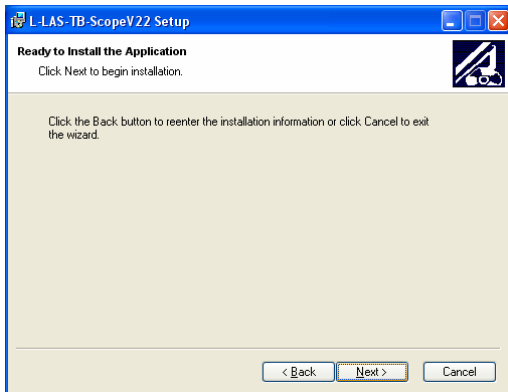 L-LAS-TB-ScopeV22 Setup
Ready to Install the Application
Click Next to begin installation.
Click the Back button to reenter the installation information or click Cancel to exit
the wizard.
< Back
Next >
Cancel